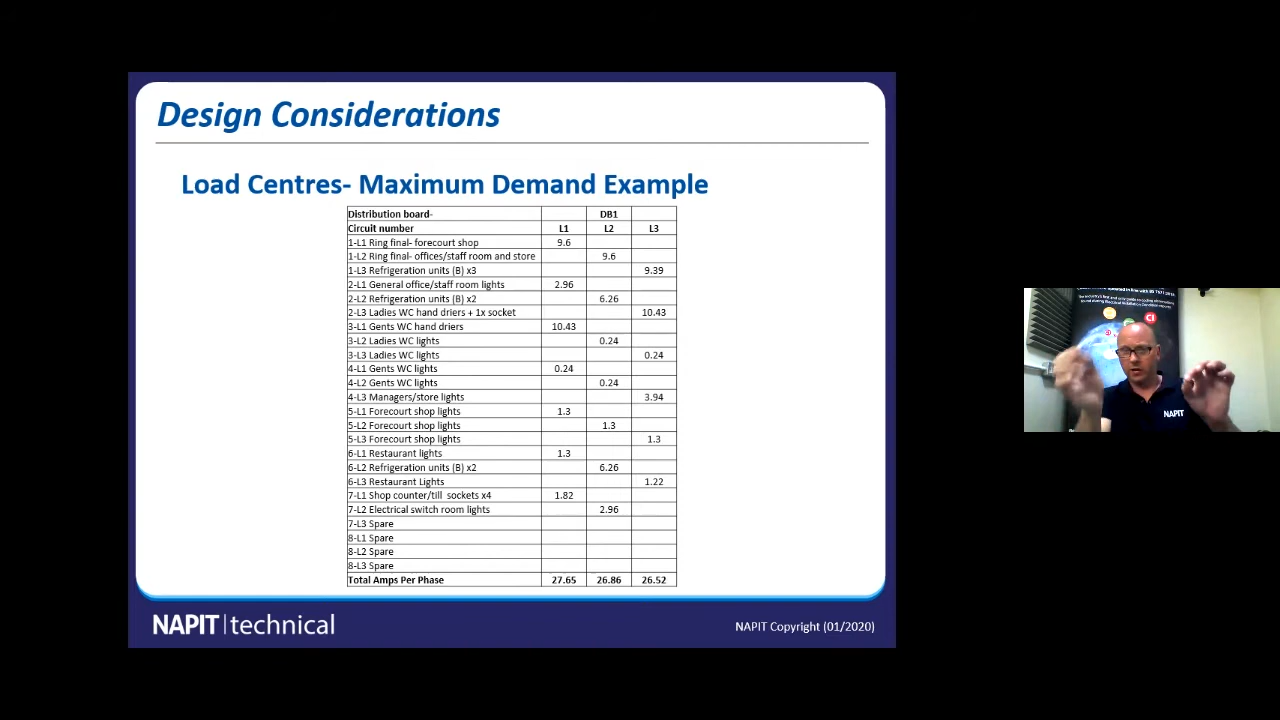 Design Considerations
Load Centres- Maximum Demand Example
Distribution board- DB1
Circuit number L1 L2 L3
1-L1 Ring final- forecourt shop 9.6
1-L2 Ring final- offices/staff room and store 9.6
1-L3 Refrigeration units (B) x3 9.39
2-L1 General office/staff room lights 2.96
2-L2 Refrigeration units (B) x2 6.26
2-L3 Ladies WC hand driers + 1x socket 10.43
3-L1 Gents WC hand driers 10.43
3-L2 Ladies WC lights 0.24
3-L3 Ladies WC lights 0.24
4-L1 Gents WC lights 0.24
4-L2 Gents WC lights 0.24
4-L3 Managers/store lights 3.94
5-L1 Forecourt shop lights 1.3
5-L2 Forecourt shop lights 1.3
5-L3 Forecourt shop lights 1.3
6-L1 Restaurant lights 1.3
6-L2 Refrigeration units (B) x2 6.26
6-L3 Restaurant Lights 1.22
7-L1 Shop counter/till sockets x4 1.82
7-L2 Electrical switch room lights 2.96
7-L3 Spare
8-L1 Spare
8-L2 Spare
8-L3 Spare
Total Amps Per Phase 27.65 26.86 26.52
NAPIT technical
NAPIT Copyright (01/2020)
NAPIT